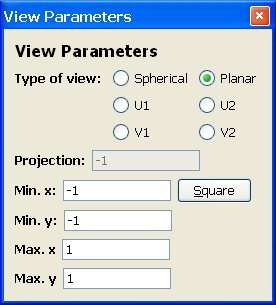 View Parameters
View Parameters
Type of view: Spherical Planar
U1 U2
V1 V2
Projection: -1
Min. x: -1 Square
Min. y: -1
Max. x 1
Max. y 1